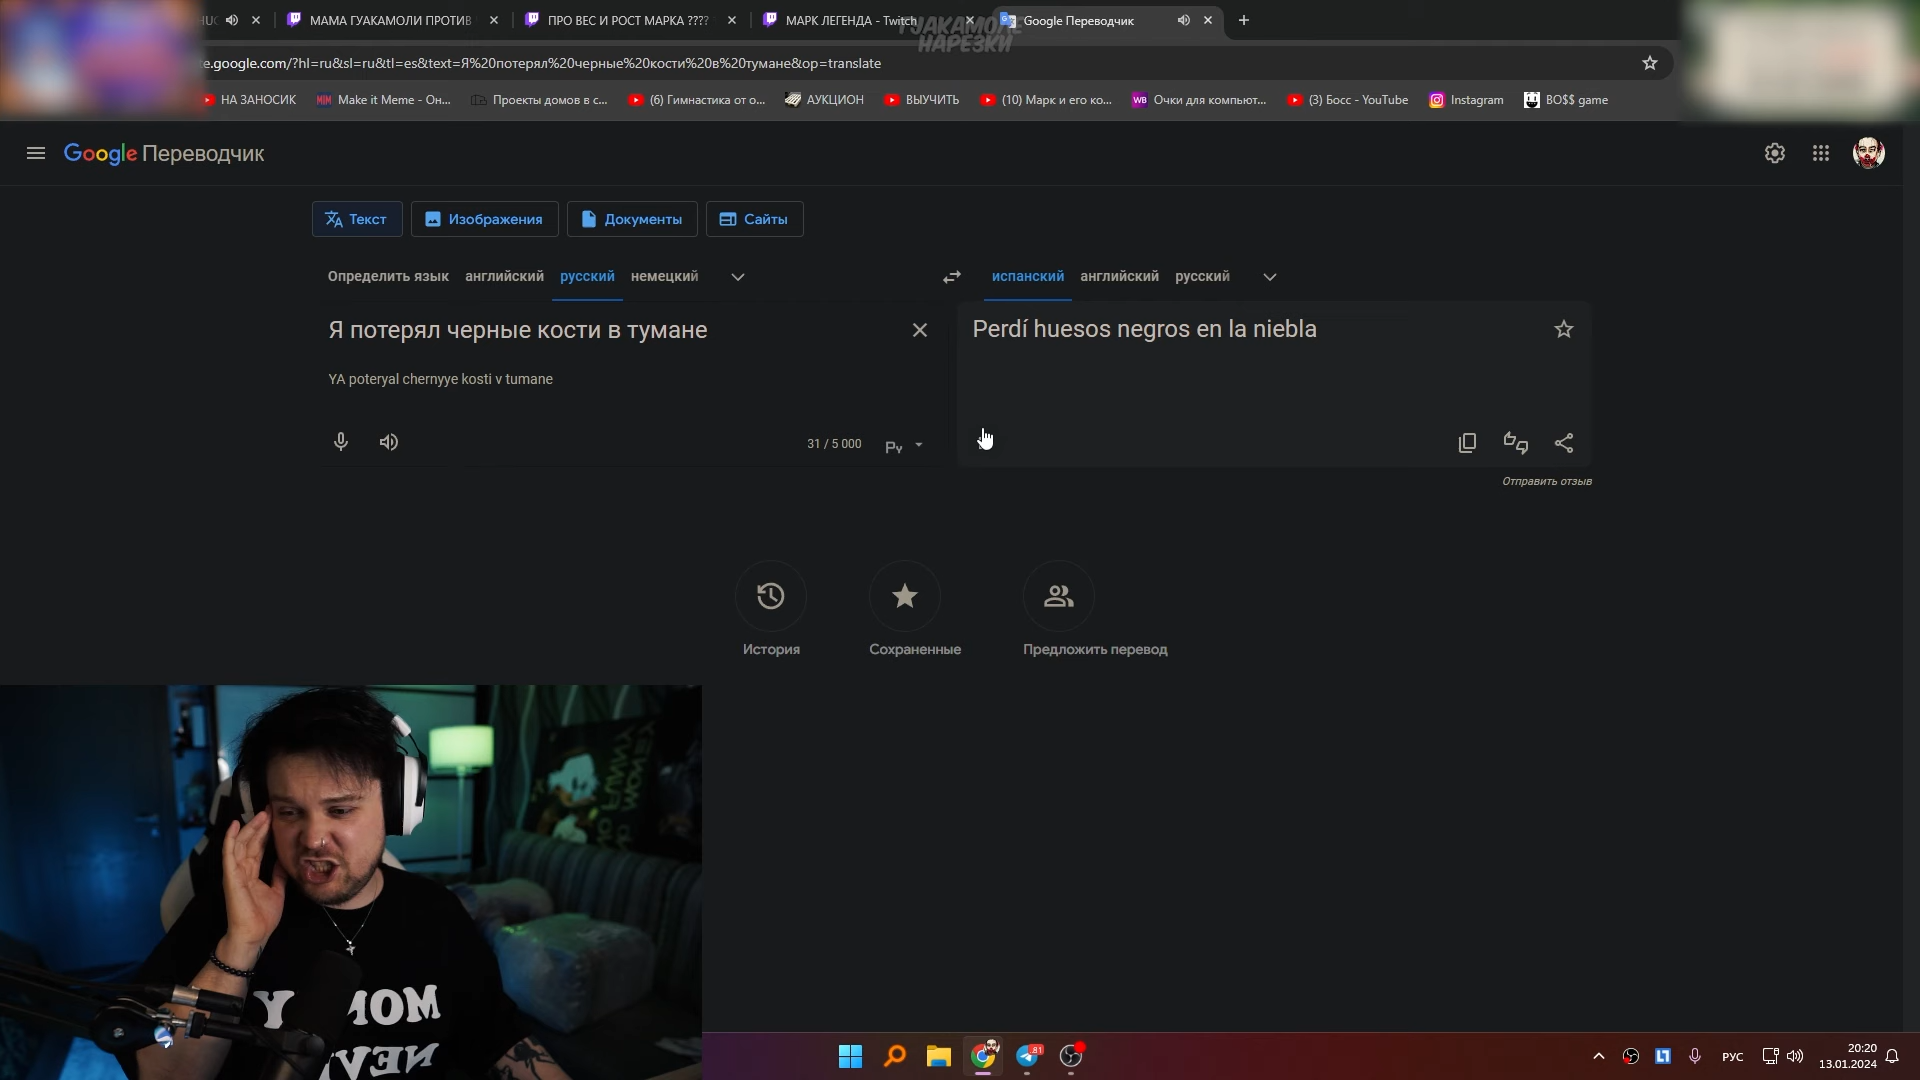 МАМА ГУАКАМОЛИ ПРОТИВ
ПРО ВЕС И РОСТ МАРКА ????
МАРК ЛЕГЕНДА - Twitch
Google Переводчик
ГУАКАМОЛЕ
НАРЕЗКИ
te.google.com/?hl=ru&sl=ru&tl=es&text=Я%20потерял%20черные%20кости%20в%20тумане&op=translate
НА ЗАНОСИК
Make it Meme - Он...
Проекты домов в с...
(6) Гимнастика от о...
АУКЦИОН
ВЫУЧИТЬ
(10) Марк и его ко...
WB
Очки для компьют...
(3) Босс - YouTube
Instagram
BO$$ game
Google Переводчик
Текст
Изображения
Документы
Сайты
Определить язык
английский
русский
немецкий
испанский
английский
русский
Я потерял черные кости в тумане
Perdí huesos negros en la niebla
YA poteryal chernyye kosti v tumane
31 / 5 000
Отправить отзыв
История
Сохраненные
Предложить перевод
81
РУС
20:20
13.01.2024